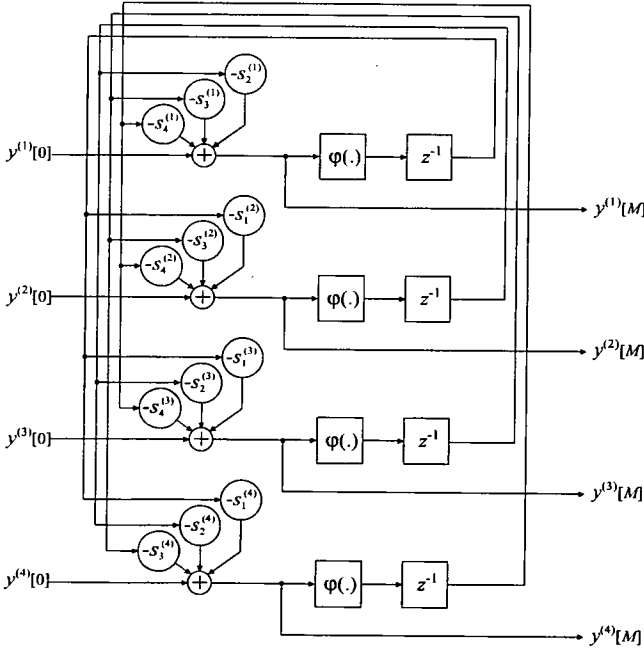 -s₂⁽¹⁾
-s₃⁽¹⁾
-s₄⁽¹⁾
y⁽¹⁾[0] + φ(.) z⁻¹
y⁽¹⁾[M]
-s₁⁽²⁾
-s₃⁽²⁾
-s₄⁽²⁾
y⁽²⁾[0] + φ(.) z⁻¹
y⁽²⁾[M]
-s₁⁽³⁾
-s₂⁽³⁾
-s₄⁽³⁾
y⁽³⁾[0] + φ(.) z⁻¹
y⁽³⁾[M]
-s₁⁽⁴⁾
-s₂⁽⁴⁾
-s₃⁽⁴⁾
y⁽⁴⁾[0] + φ(.) z⁻¹
y⁽⁴⁾[M]